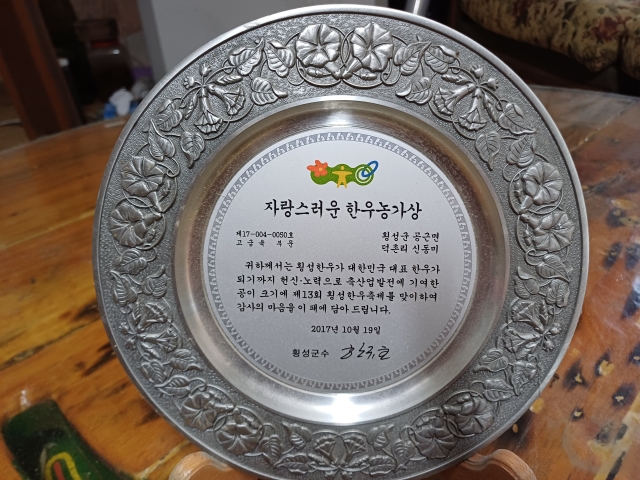 자랑스러운 한우농가상
제17-004-0050호
고급육 부문
횡성군 공근면
덕촌리 신동미
귀하께서는 횡성한우가 대한민국 대표 한우가
되기까지 헌신·노력으로 축산업발전에 기여한
공이 크기에 제13회 횡성한우축제를 맞이하여
감사의 마음을 이 패에 담아 드립니다.
2017년 10월 19일
횡성군수